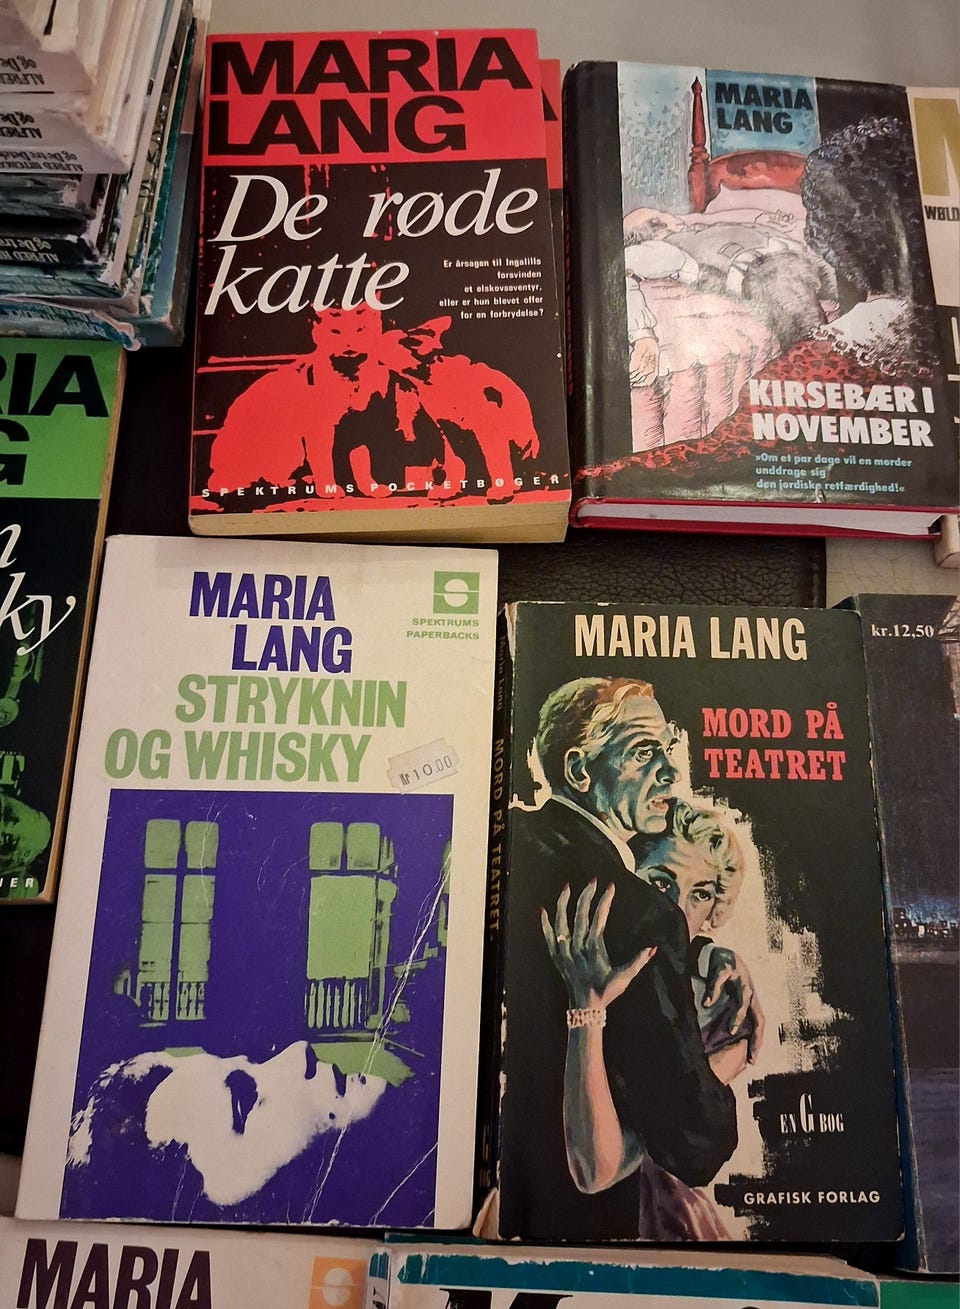 MARIA
LANG
De røde
katte
Er årsagen til Ingalills
forsvinden
et elskovseventyr,
eller er hun blevet offer
for en forbrydelse?
SPEKTRUMS POCKETBØGER
MARIA
LANG
KIRSEBÆR I
NOVEMBER
»Om et par dage vil en morder
unddrage sig
den jordiske retfærdighed!«
MARIA
LANG
STRYKNIN
OG WHISKY
SPEKTRUMS
PAPERBACKS
Kr 10.00
MARIA LANG
MORD PÅ
TEATRET
EN G BOG
GRAFISK FORLAG
MORD PÅ TEATRET
kr.12,50
MARIA